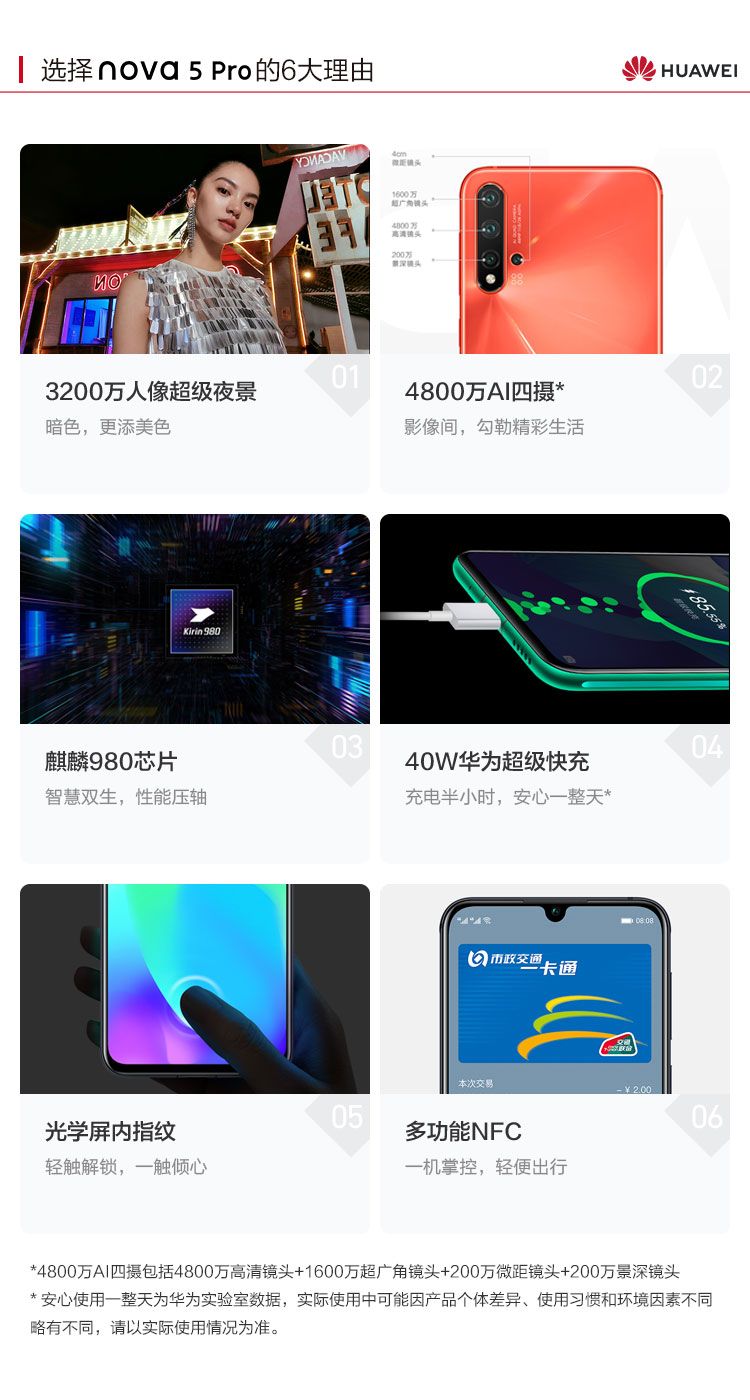 选择nova 5 Pro的6大理由
HUAWEI
VACANCY
4cm
微距镜头
1600 万
超广角镜头
4800 万
高清镜头
200万
景深镜头
01
3200万人像超级夜景
暗色，更添美色
02
4800万AI四摄*
影像间，勾勒精彩生活
Kirin 980
85.55%
03
麒麟980芯片
智慧双生，性能压轴
04
40W华为超级快充
充电半小时，安心一整天*
08:08
市政交通
一卡通
交通
联合
本次交易
- ¥ 2.00
05
光学屏内指纹
轻触解锁，一触倾心
06
多功能NFC
一机掌控，轻便出行
*4800万AI四摄包括4800万高清镜头+1600万超广角镜头+200万微距镜头+200万景深镜头
* 安心使用一整天为华为实验室数据，实际使用中可能因产品个体差异、使用习惯和环境因素不同
略有不同，请以实际使用情况为准。